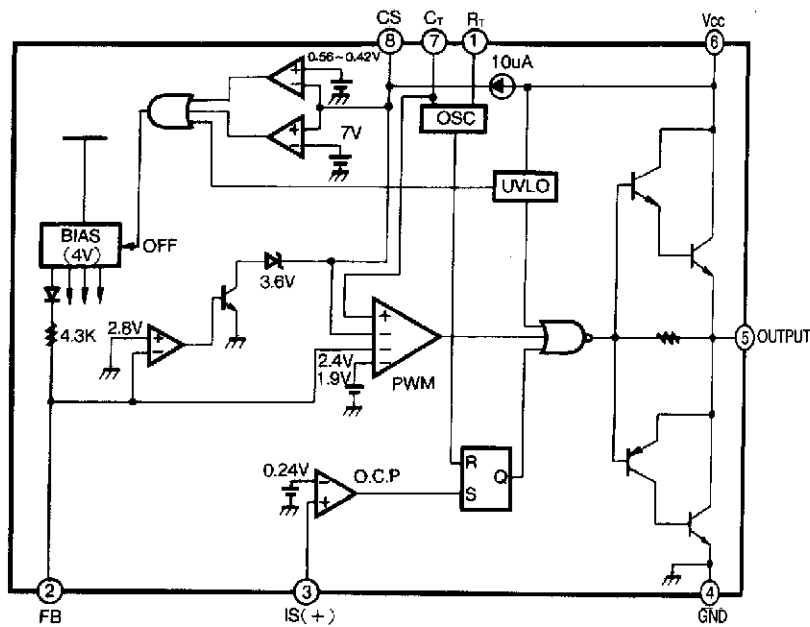 CS CT RT VCC
8 7 1 6
0.56~0.42V
10uA
OSC
7V
UVLO
BIAS
(4V)
OFF
3.6V
4.3K
2.8V
+
−
+
−
−
−
2.4V
1.9V
PWM
5 OUTPUT
0.24V
O.C.P
R
S
Q
2 3 4
FB IS(+) GND